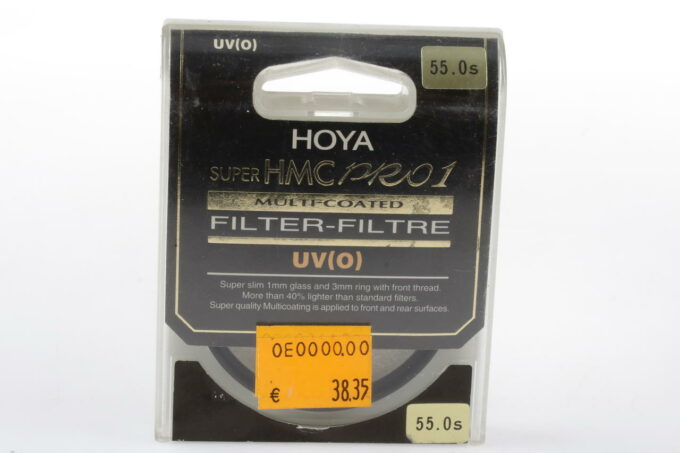 UV(O)
55.0s
HOYA
SUPER HMC PRO1
MULTI-COATED
FILTER-FILTRE
UV(O)
Super slim 1mm glass and 3mm ring with front thread.
More than 40% lighter than standard filters.
Super quality Multicoating is applied to front and rear surfaces.
0E0000.00
€ 38.35
55.0s